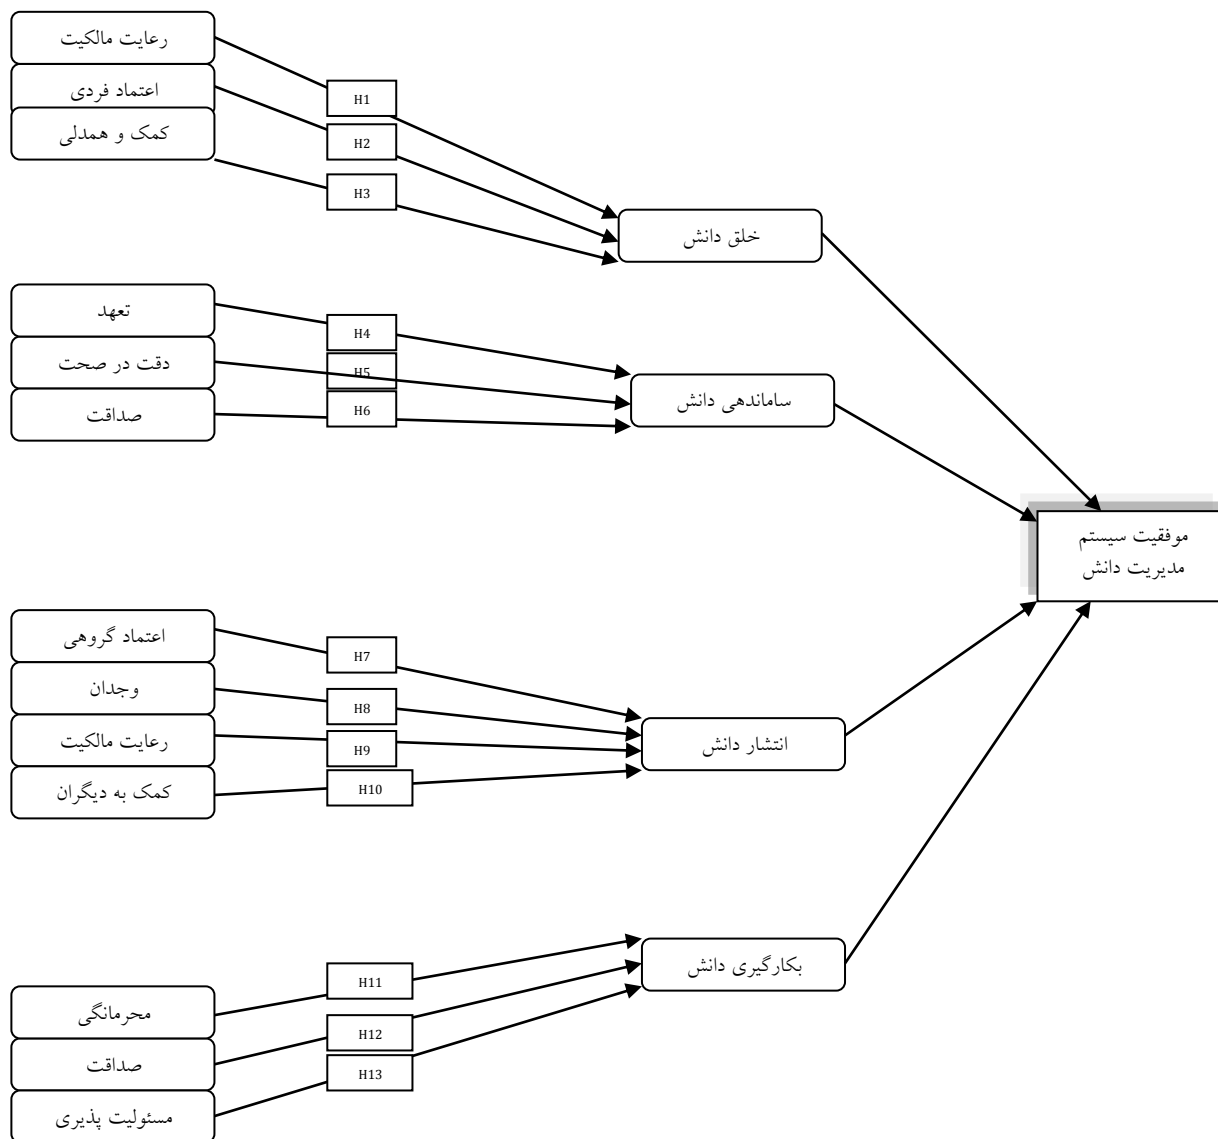 رعایت مالکیت
اعتماد فردی
کمک و همدلی
H1
H2
H3
خلق دانش
تعهد
دقت در صحت
صداقت
H4
H5
H6
ساماندهی دانش
موفقیت سیستم
مدیریت دانش
اعتماد گروهی
وجدان
رعایت مالکیت
کمک به دیگران
H7
H8
H9
H10
انتشار دانش
محرمانگی
صداقت
مسئولیت پذیری
H11
H12
H13
بکارگیری دانش